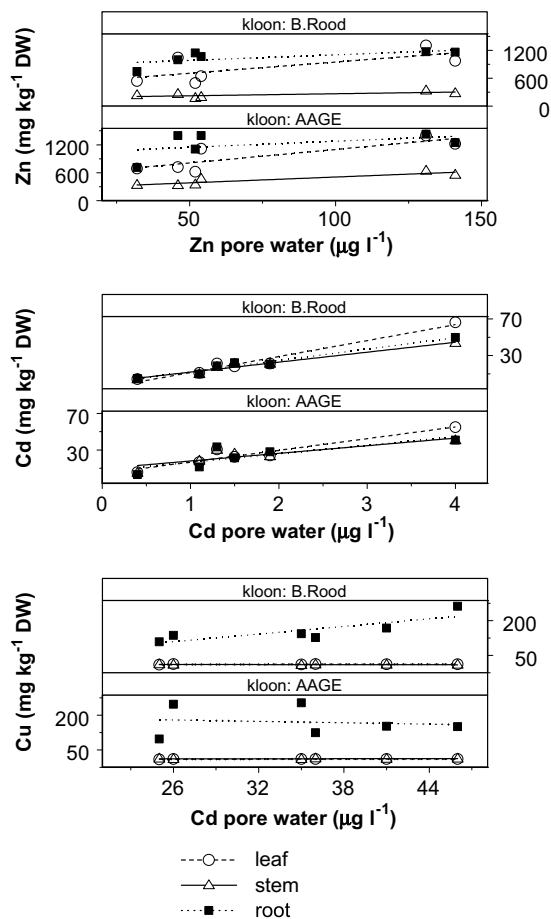 kloon: B.Rood
1200
600
0
kloon: AAGE
1200
600
0
Zn (mg kg⁻¹ DW)
50
100
150
Zn pore water (μg l⁻¹)
kloon: B.Rood
70
30
kloon: AAGE
70
30
Cd (mg kg⁻¹ DW)
0
1
2
3
4
Cd pore water (μg l⁻¹)
kloon: B.Rood
200
50
kloon: AAGE
200
50
Cu (mg kg⁻¹ DW)
26
32
38
44
Cd pore water (μg l⁻¹)
leaf
stem
root